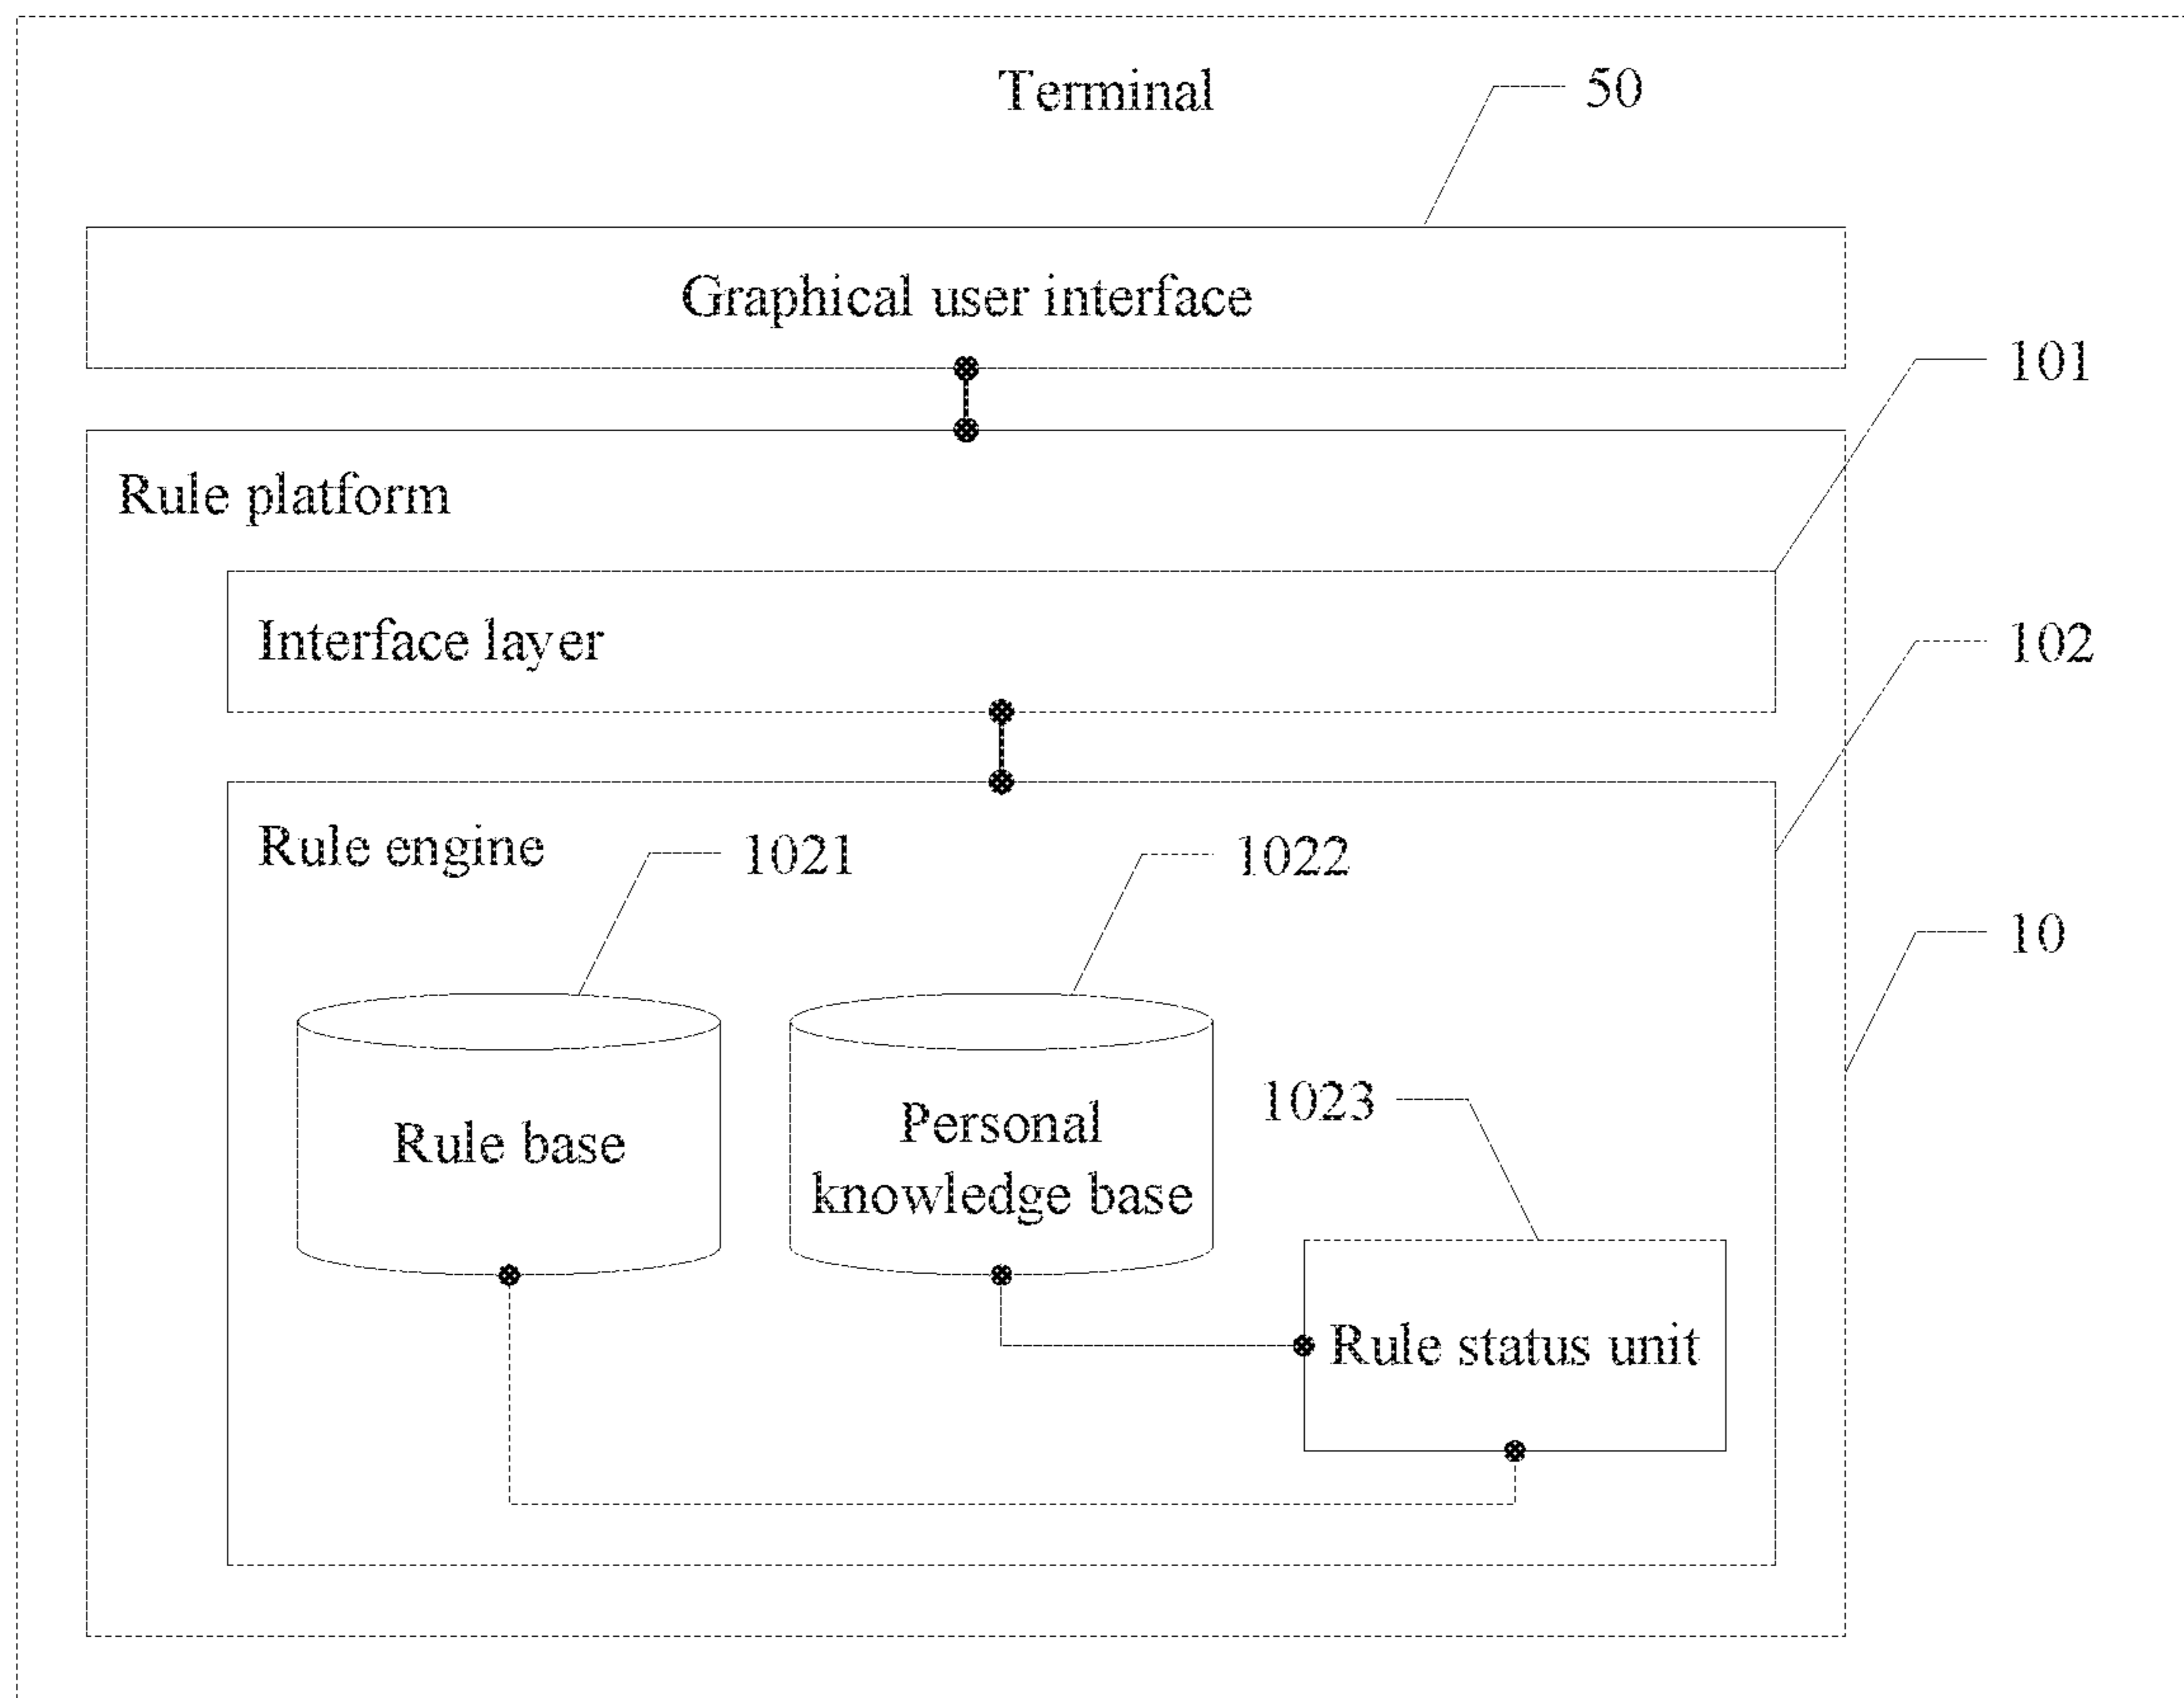 Terminal
50
Graphical user interface
101
Rule platform
Interface layer
102
Rule engine
1021
1022
10
Rule base
Personal
knowledge base
1023
Rule status unit